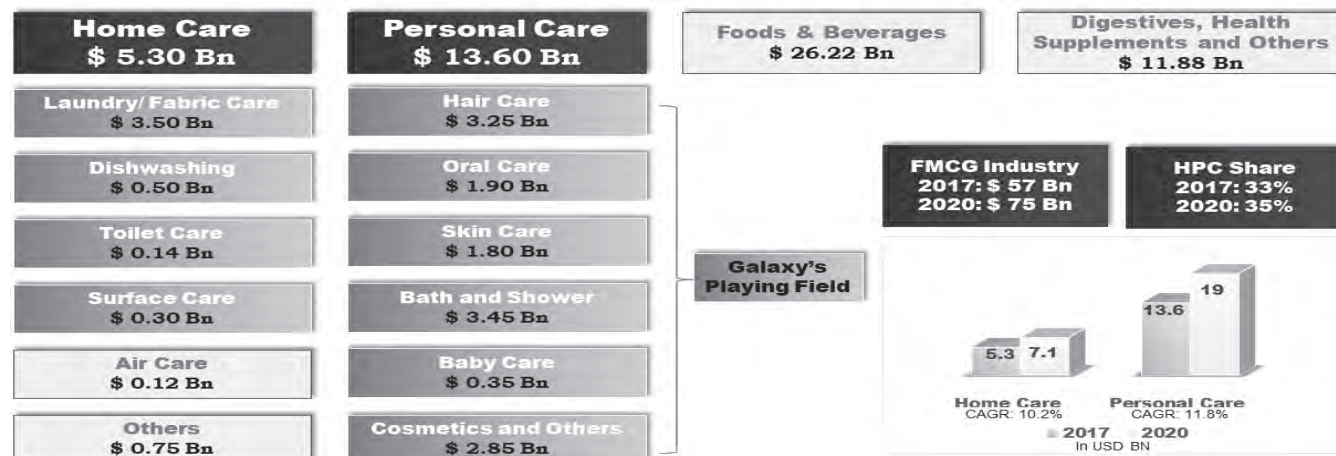 Home Care
$ 5.30 Bn
Laundry/ Fabric Care
$ 3.50 Bn
Dishwashing
$ 0.50 Bn
Toilet Care
$ 0.14 Bn
Surface Care
$ 0.30 Bn
Air Care
$ 0.12 Bn
Others
$ 0.75 Bn
Personal Care
$ 13.60 Bn
Hair Care
$ 3.25 Bn
Oral Care
$ 1.90 Bn
Skin Care
$ 1.80 Bn
Bath and Shower
$ 3.45 Bn
Baby Care
$ 0.35 Bn
Cosmetics and Others
$ 2.85 Bn
Foods & Beverages
$ 26.22 Bn
Digestives, Health
Supplements and Others
$ 11.88 Bn
Galaxy's
Playing Field
FMCG Industry
2017: $ 57 Bn
2020: $ 75 Bn
HPC Share
2017: 33%
2020: 35%
5.3 7.1
13.6 19
Home Care
CAGR: 10.2%
Personal Care
CAGR: 11.8%
2017 2020
In USD BN